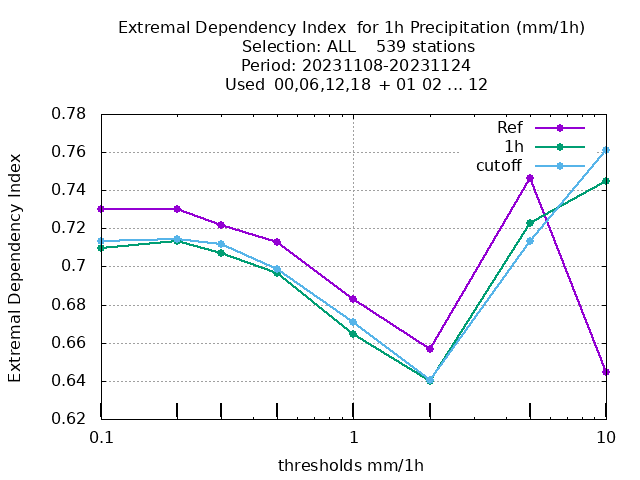 Extremal Dependency Index  for 1h Precipitation (mm/1h)
Selection: ALL    539 stations
Period: 20231108-20231124
Used  00,06,12,18 + 01 02 ... 12
0.78
0.76
0.74
0.72
0.7
0.68
0.66
0.64
0.62
Extremal Dependency Index
Ref
1h
cutoff
0.1
1
10
thresholds mm/1h